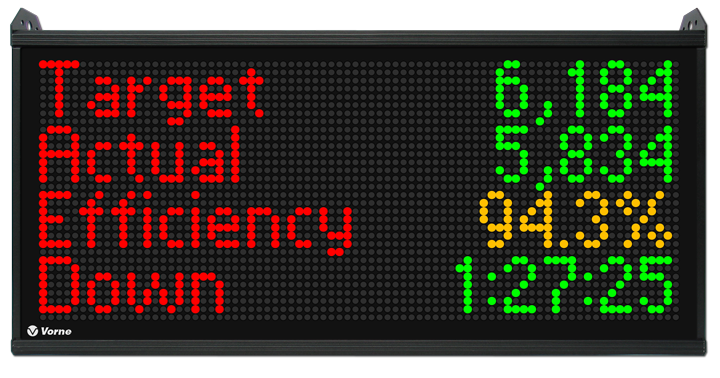 Target 6,184
Actual 5,834
Efficiency 94.3%
Down 1:27:25
Vorne